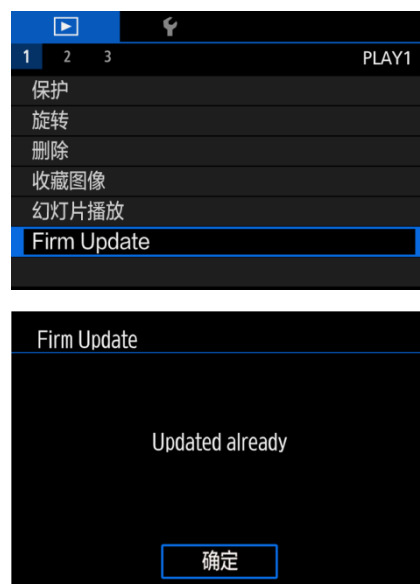 1 2 3 PLAY1
保护
旋转
删除
收藏图像
幻灯片播放
Firm Update
Firm Update
Updated already
确定